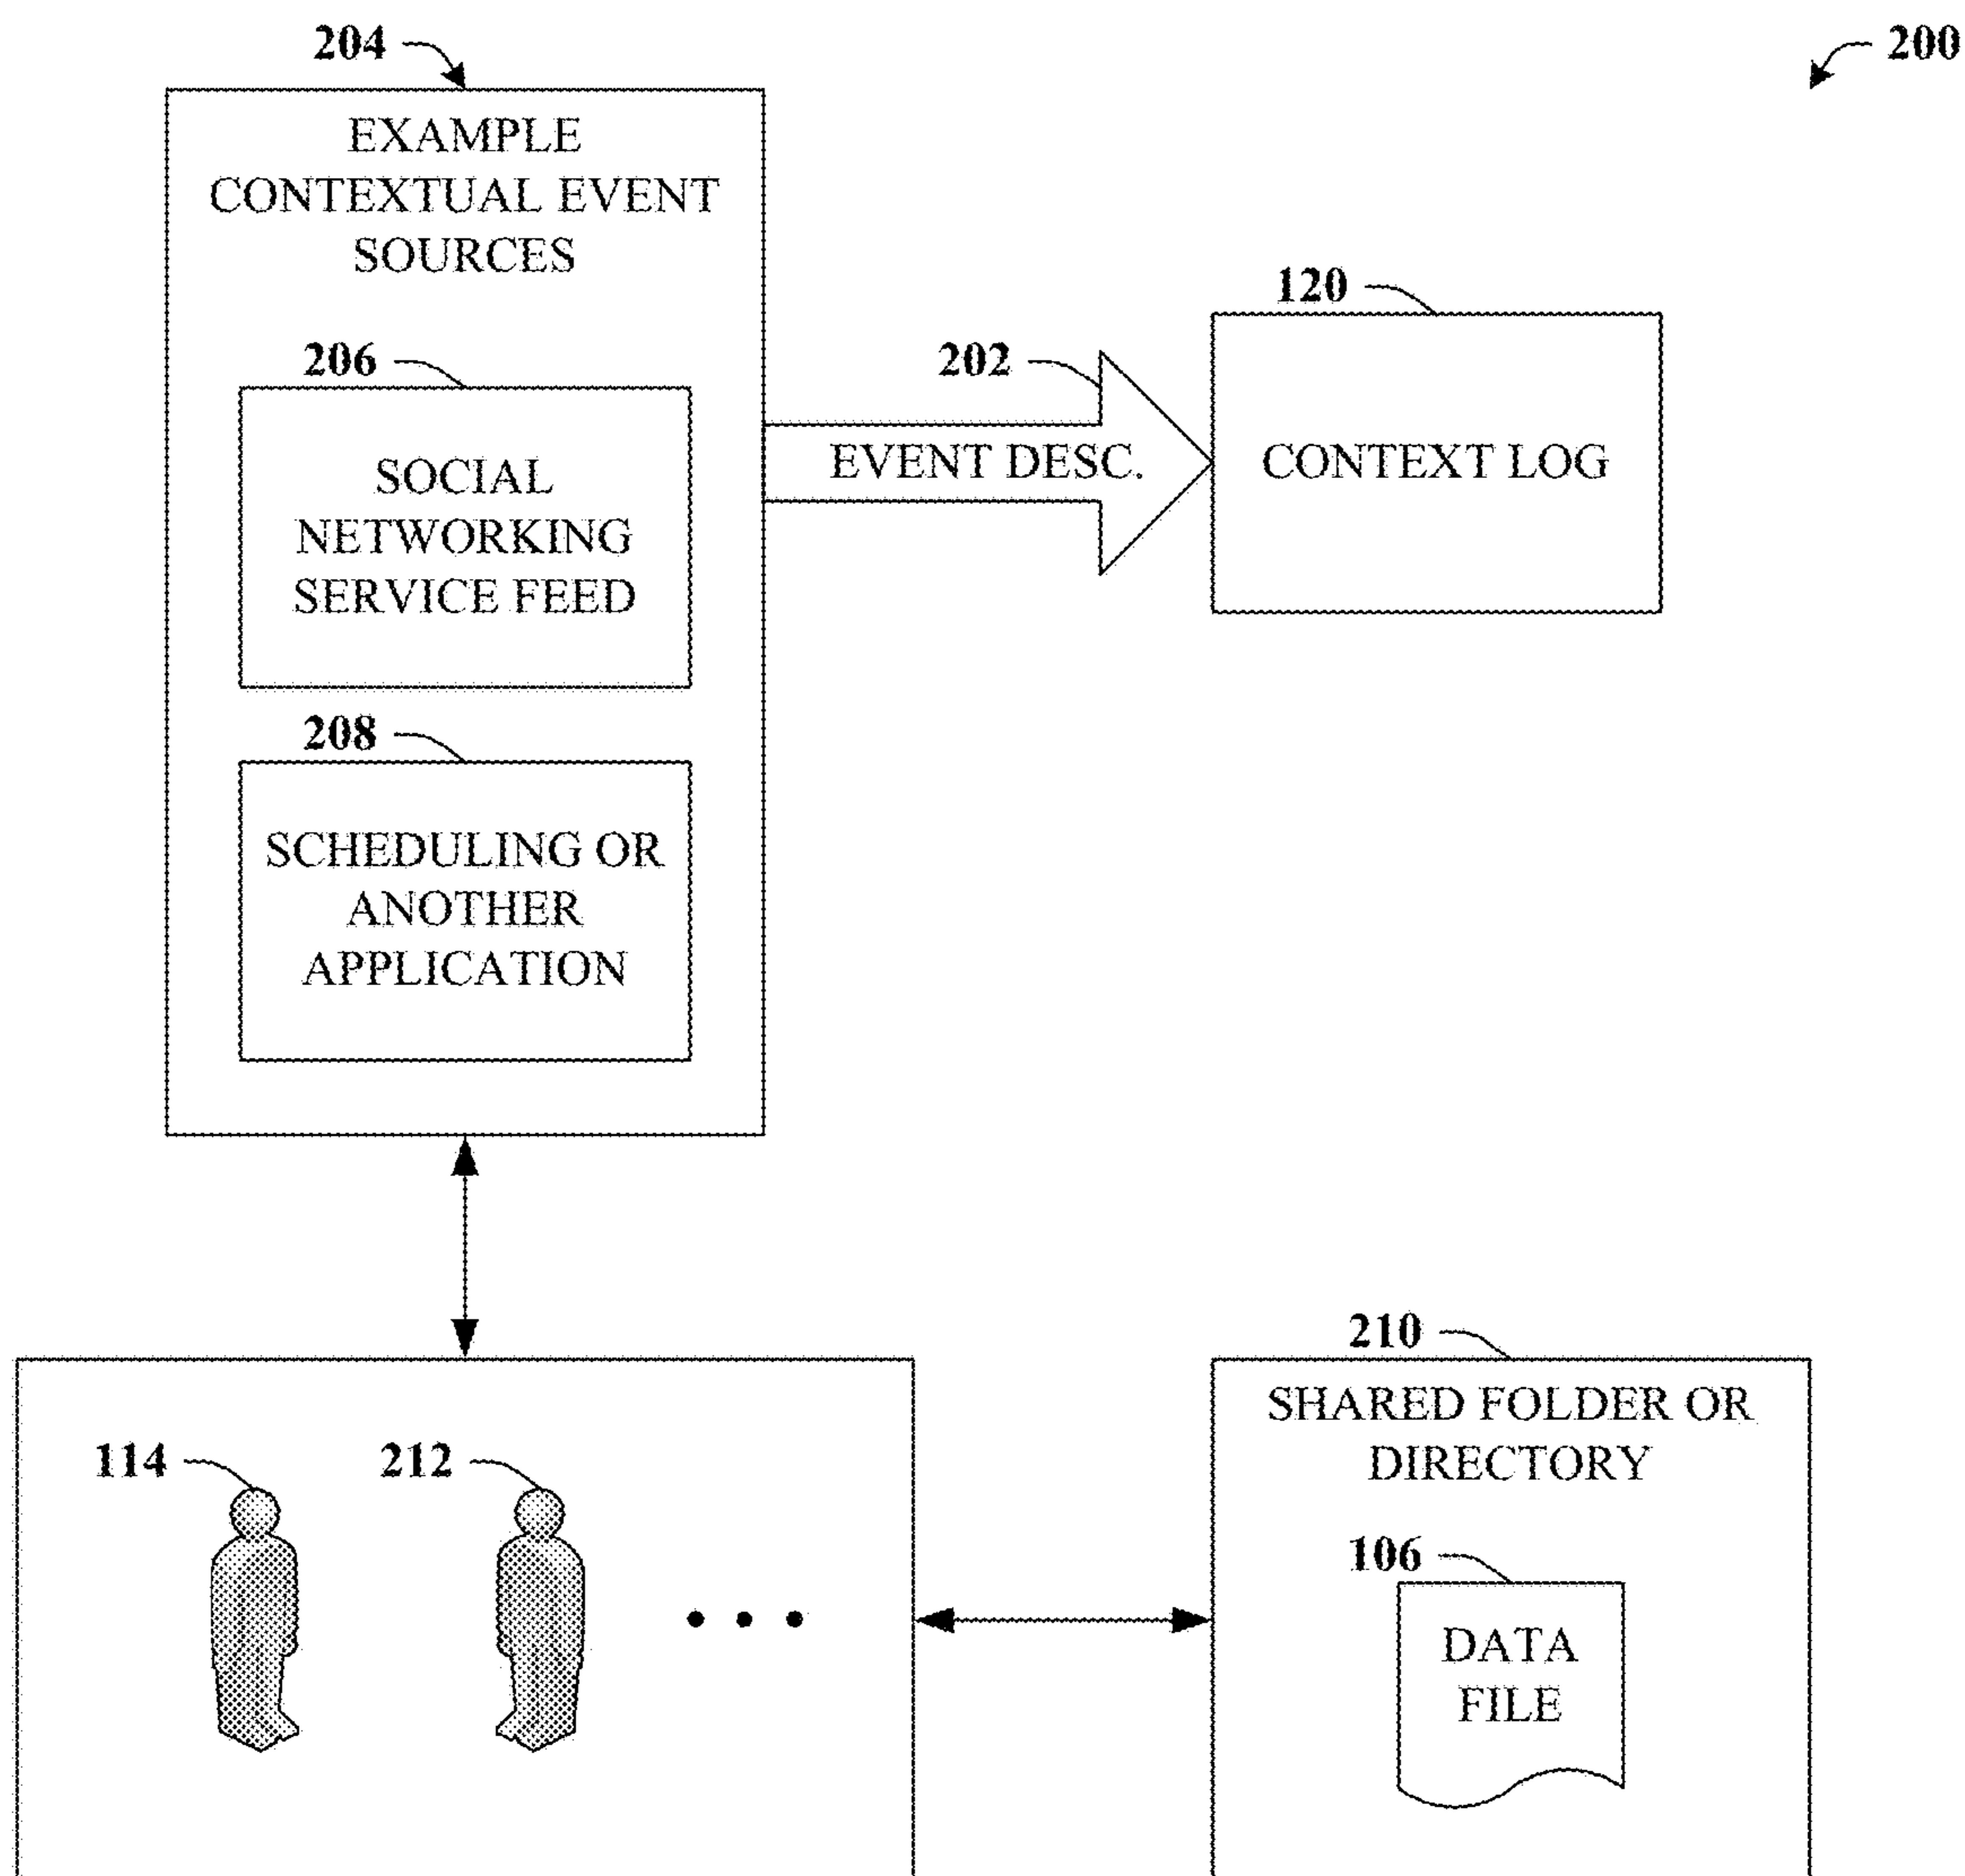 204
200
EXAMPLE
CONTEXTUAL EVENT
SOURCES
120
206
202
SOCIAL
NETWORKING
SERVICE FEED
EVENT DESC.
CONTEXT LOG
208
SCHEDULING OR
ANOTHER
APPLICATION
210
SHARED FOLDER OR
DIRECTORY
114
212
106
DATA
FILE